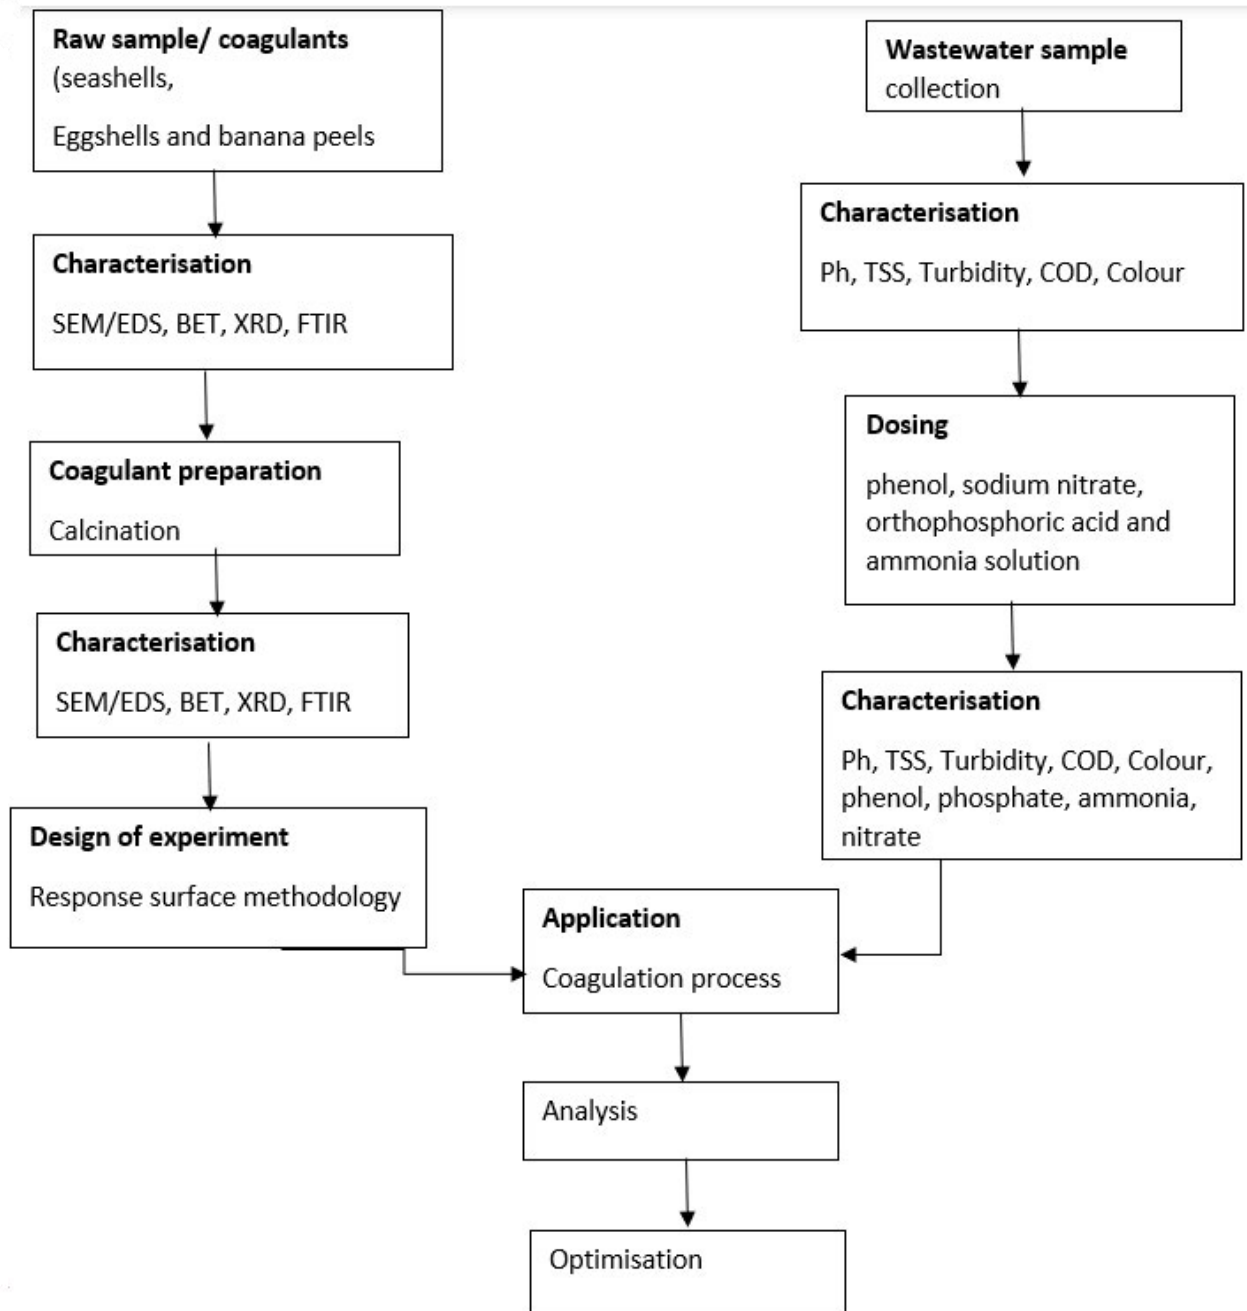 Raw sample/ coagulants
(seashells,
Eggshells and banana peels
Characterisation
SEM/EDS, BET, XRD, FTIR
Coagulant preparation
Calcination
Characterisation
SEM/EDS, BET, XRD, FTIR
Design of experiment
Response surface methodology
Wastewater sample
collection
Characterisation
Ph, TSS, Turbidity, COD, Colour
Dosing
phenol, sodium nitrate,
orthophosphoric acid and
ammonia solution
Characterisation
Ph, TSS, Turbidity, COD, Colour,
phenol, phosphate, ammonia,
nitrate
Application
Coagulation process
Analysis
Optimisation